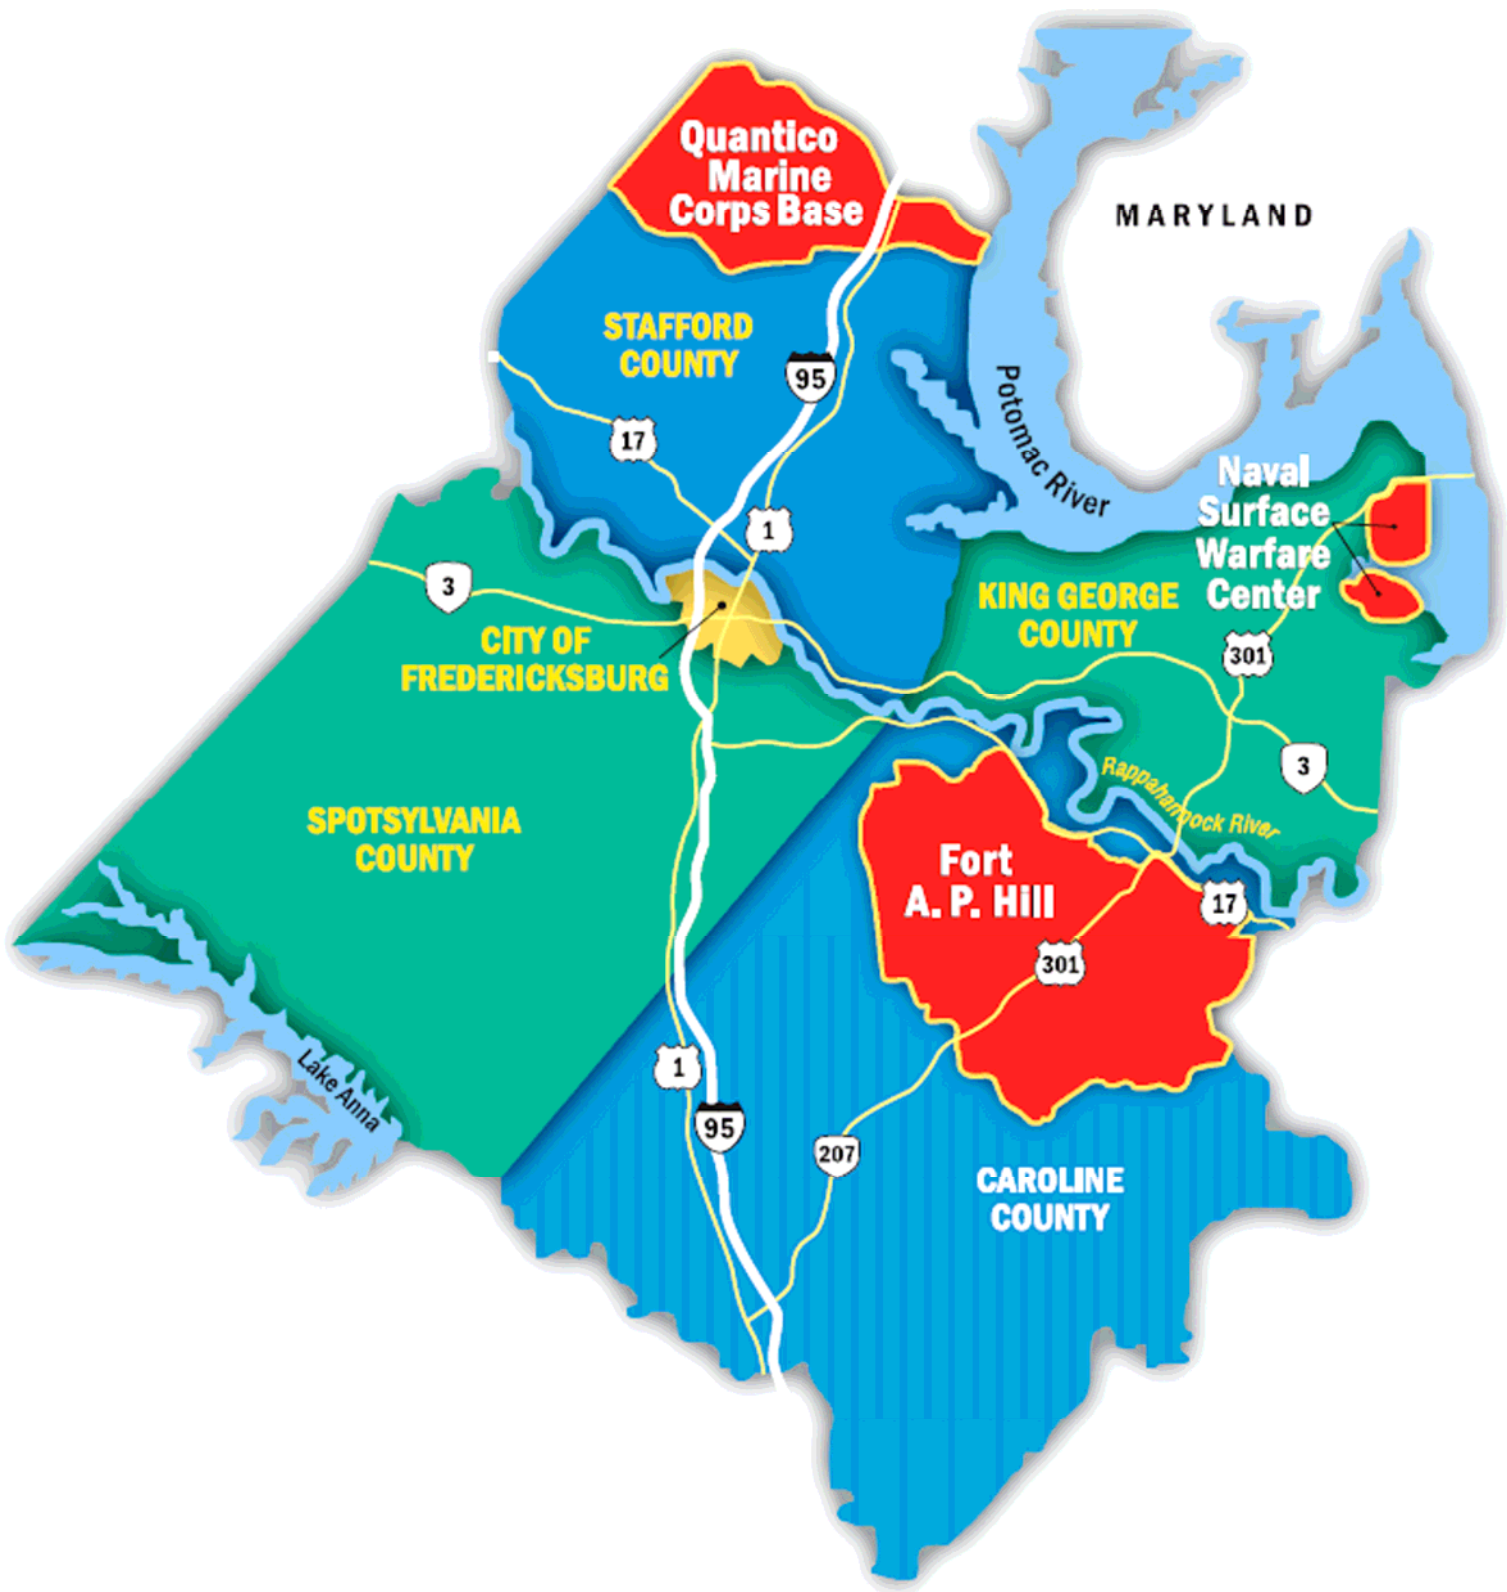 Quantico
Marine
Corps Base
MARYLAND
STAFFORD
COUNTY
95
17
Potomac River
1
Naval
Surface
Warfare
Center
3
KING GEORGE
COUNTY
CITY OF
FREDERICKSBURG
301
3
Rappahannock River
SPOTSYLVANIA
COUNTY
Fort
A. P. Hill
17
301
Lake Anna
1
95
207
CAROLINE
COUNTY